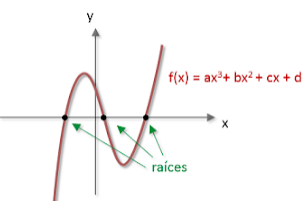 y
f(x) = ax³+ bx² + cx + d
x
raíces